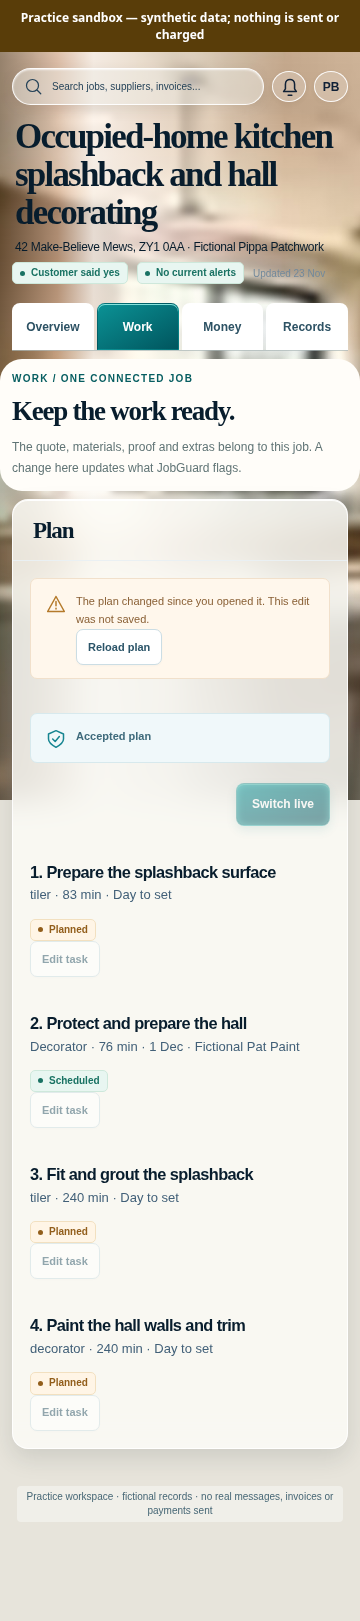 Practice sandbox — synthetic data; nothing is sent or
charged
Search jobs, suppliers, invoices...
PB
Occupied-home kitchen
splashback and hall
decorating
42 Make-Believe Mews, ZY1 0AA · Fictional Pippa Patchwork
Customer said yes
No current alerts
Updated 23 Nov
Overview
Work
Money
Records
WORK / ONE CONNECTED JOB
Keep the work ready.
The quote, materials, proof and extras belong to this job. A
change here updates what JobGuard flags.
Plan
The plan changed since you opened it. This edit
was not saved.
Reload plan
Accepted plan
Switch live
1. Prepare the splashback surface
tiler · 83 min · Day to set
Planned
Edit task
2. Protect and prepare the hall
Decorator · 76 min · 1 Dec · Fictional Pat Paint
Scheduled
Edit task
3. Fit and grout the splashback
tiler · 240 min · Day to set
Planned
Edit task
4. Paint the hall walls and trim
decorator · 240 min · Day to set
Planned
Edit task
Practice workspace · fictional records · no real messages, invoices or
payments sent